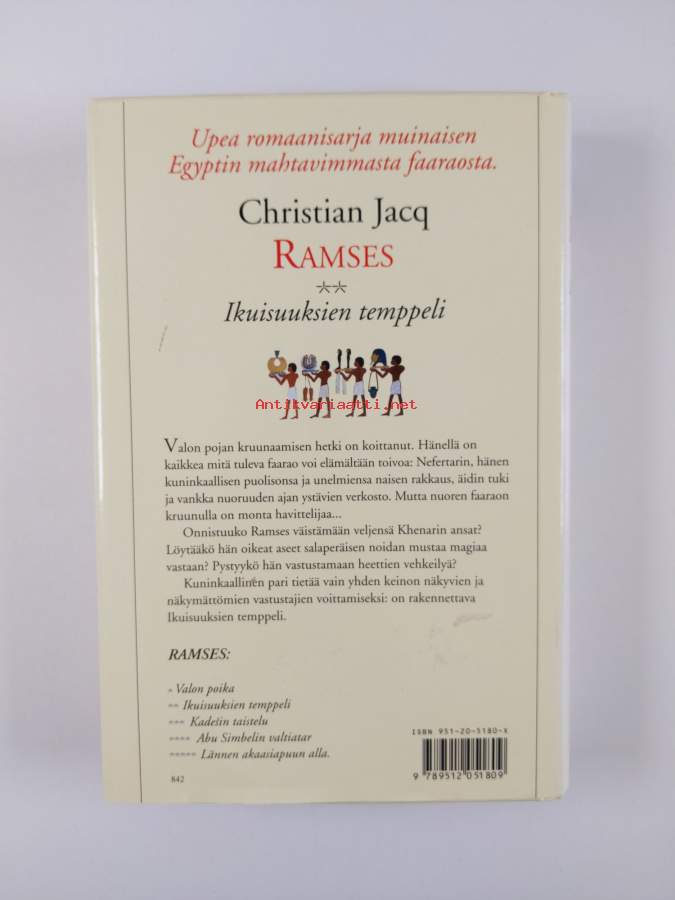 Upea romaanisarja muinaisen
Egyptin mahtavimmasta faaraosta.
Christian Jacq
RAMSES
**
Ikuisuuksien temppeli
Antikvariaatti.net
Valon pojan kruunaamisen hetki on koittanut. Hänellä on
kaikkea mitä tuleva faarao voi elämältään toivoa: Nefertarin, hänen
kuninkaallisen puolisonsa ja unelmiensa naisen rakkaus, äidin tuki
ja vankka nuoruuden ajan ystävien verkosto. Mutta nuoren faaraon
kruunulla on monta havittelijaa...
Onnistuuko Ramses väistämään veljensä Khenarin ansat?
Löytääkö hän oikeat aseet salaperäisen noidan mustaa magiaa
vastaan? Pystyykö hän vastustamaan heettien vehkeilyä?
Kuninkaallinen pari tietää vain yhden keinon näkyvien ja
näkymättömien vastustajien voittamiseksi: on rakennettava
Ikuisuuksien temppeli.
RAMSES:
* Valon poika
** Ikuisuuksien temppeli
*** Kadešin taistelu
**** Abu Simbelin valtiatar
***** Lännen akaasiapuun alla.
842
ISBN 951-20-5180-X
9 789512 051809